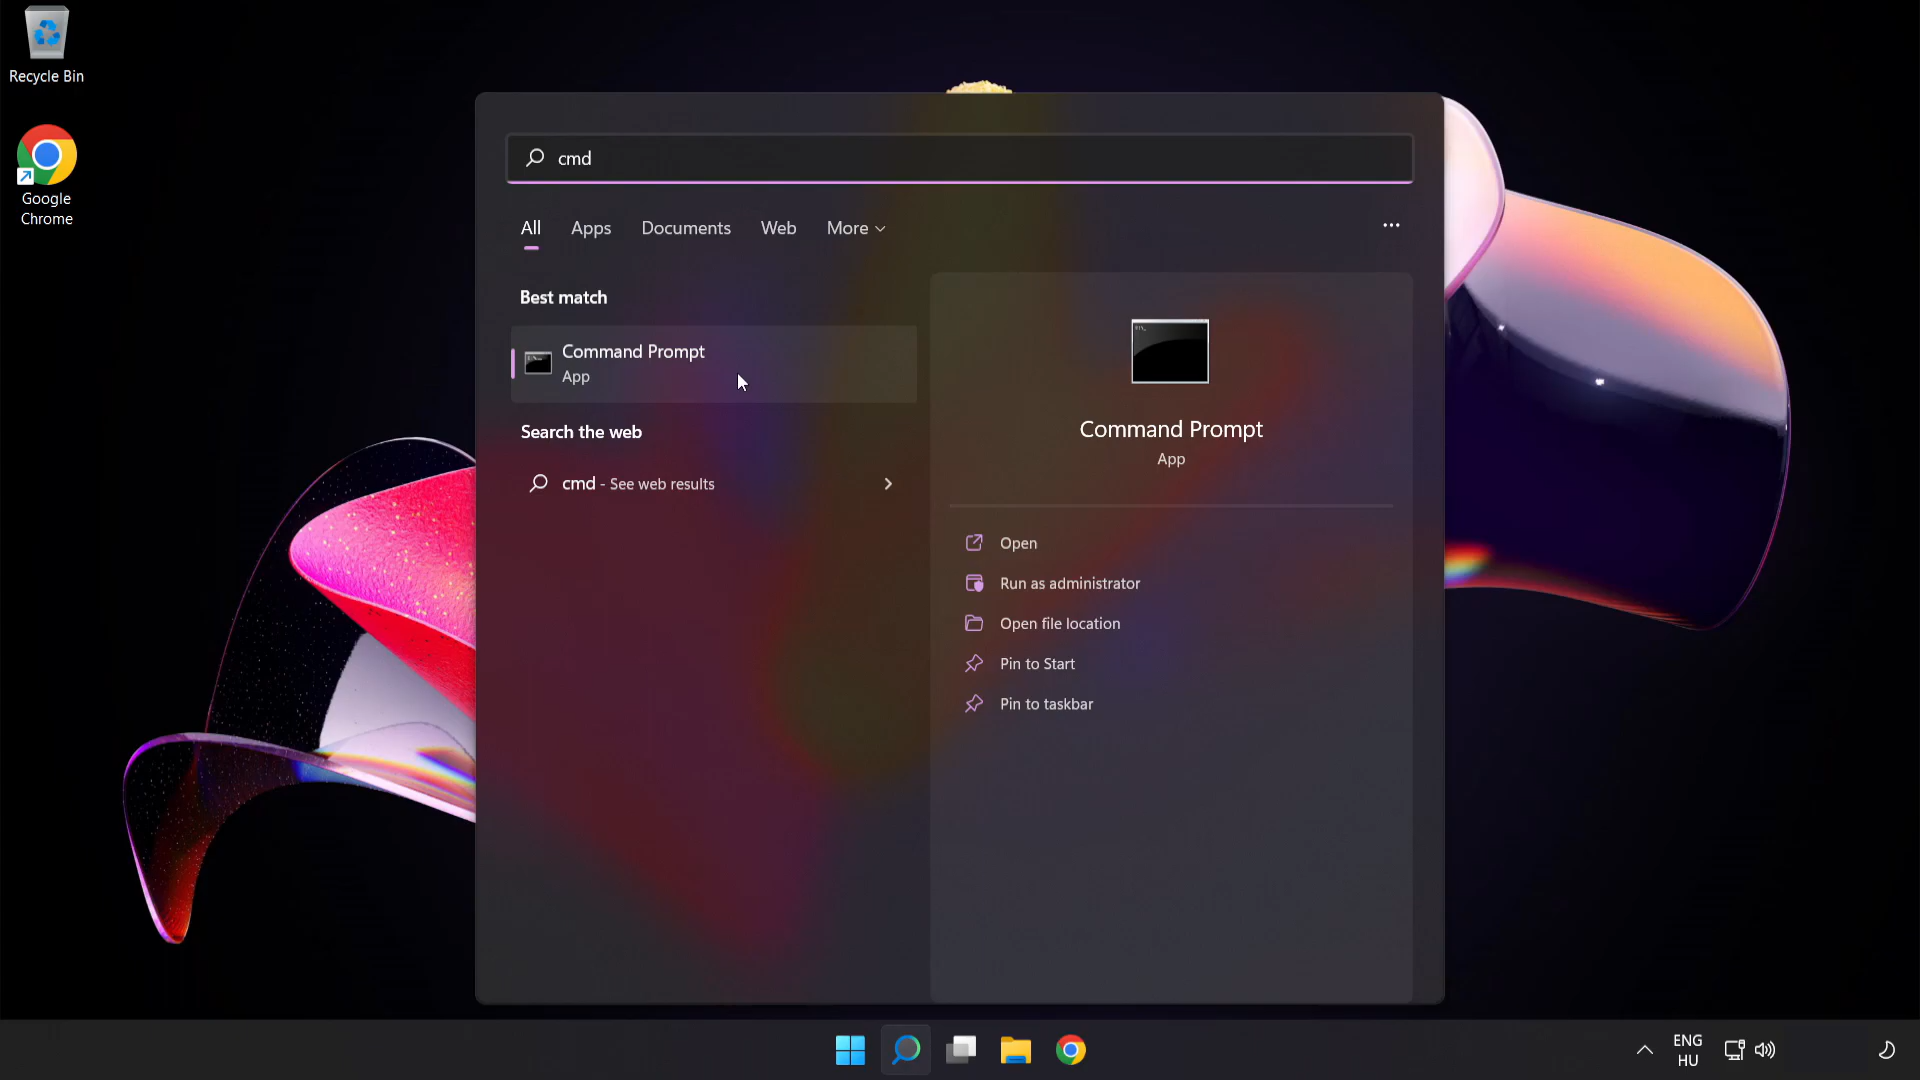 Recycle Bin
Google
Chrome
cmd
All
Apps
Documents
Web
More
Best match
Command Prompt
App
Search the web
cmd - See web results
Command Prompt
App
Open
Run as administrator
Open file location
Pin to Start
Pin to taskbar
ENG
HU